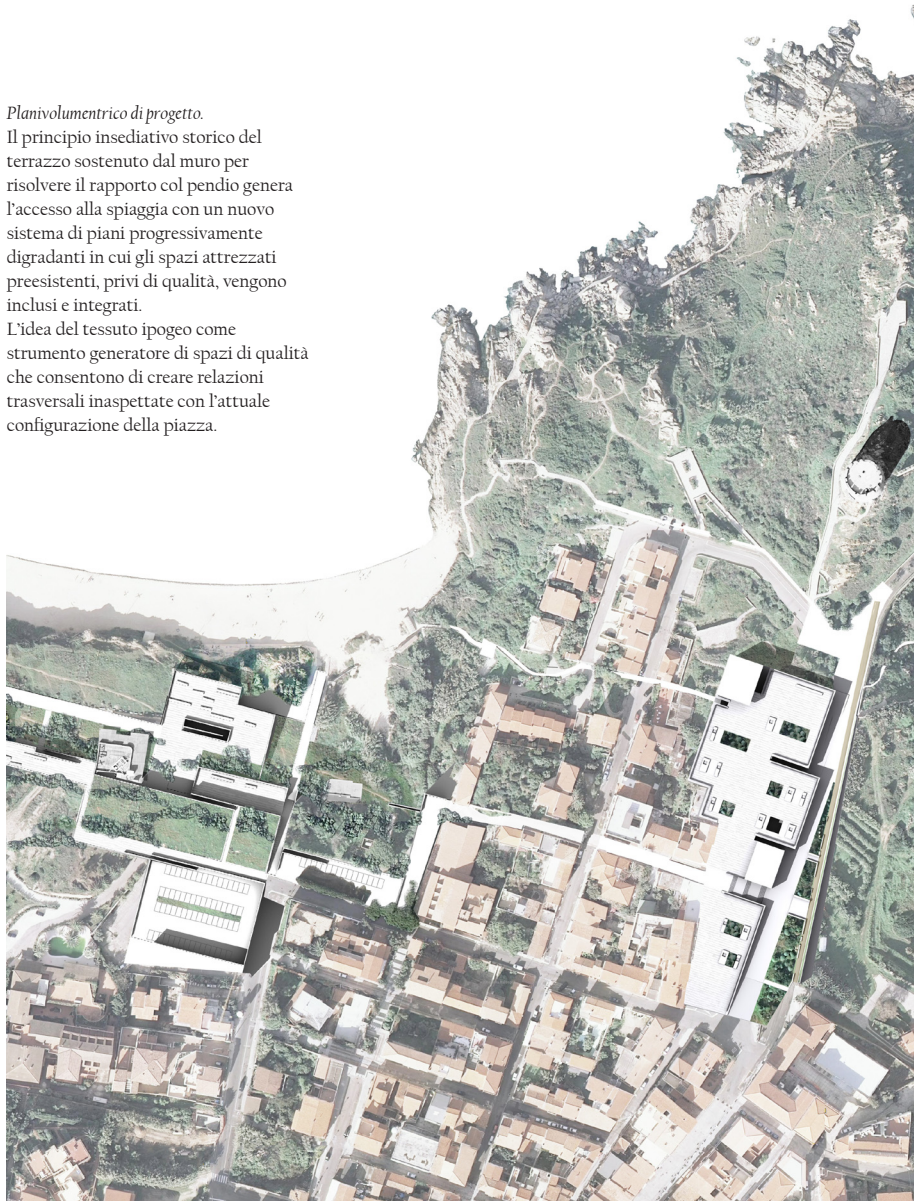 Planivolumentrico di progetto.
Il principio insediativo storico del
terrazzo sostenuto dal muro per
risolvere il rapporto col pendio genera
l’accesso alla spiaggia con un nuovo
sistema di piani progressivamente
digradanti in cui gli spazi attrezzati
preesistenti, privi di qualità, vengono
inclusi e integrati.
L’idea del tessuto ipogeo come
strumento generatore di spazi di qualità
che consentono di creare relazioni
trasversali inaspettate con l’attuale
configurazione della piazza.